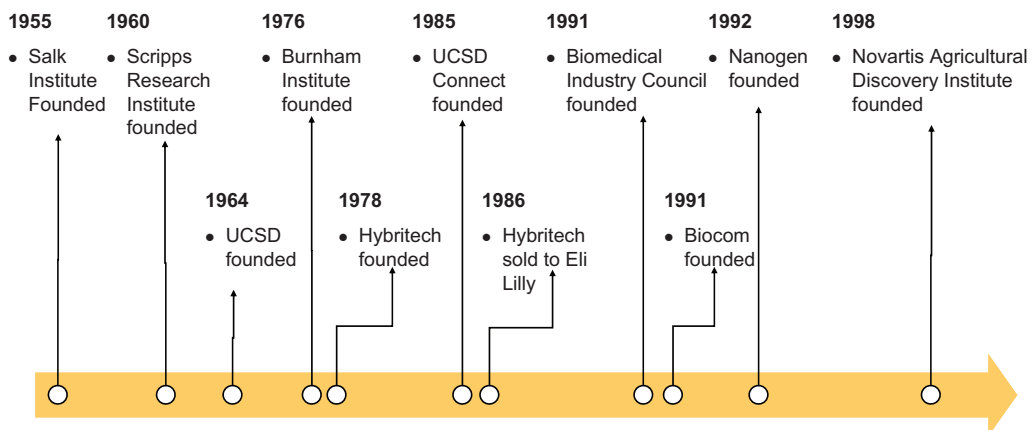 1955
• Salk
Institute
Founded
1960
• Scripps
Research
Institute
founded
1976
• Burnham
Institute
founded
1985
• UCSD
Connect
founded
1991
• Biomedical
Industry Council
founded
1992
• Nanogen
founded
1998
• Novartis Agricultural
Discovery Institute
founded
1964
• UCSD
founded
1978
• Hybritech
founded
1986
• Hybritech
sold to Eli
Lilly
1991
• Biocom
founded